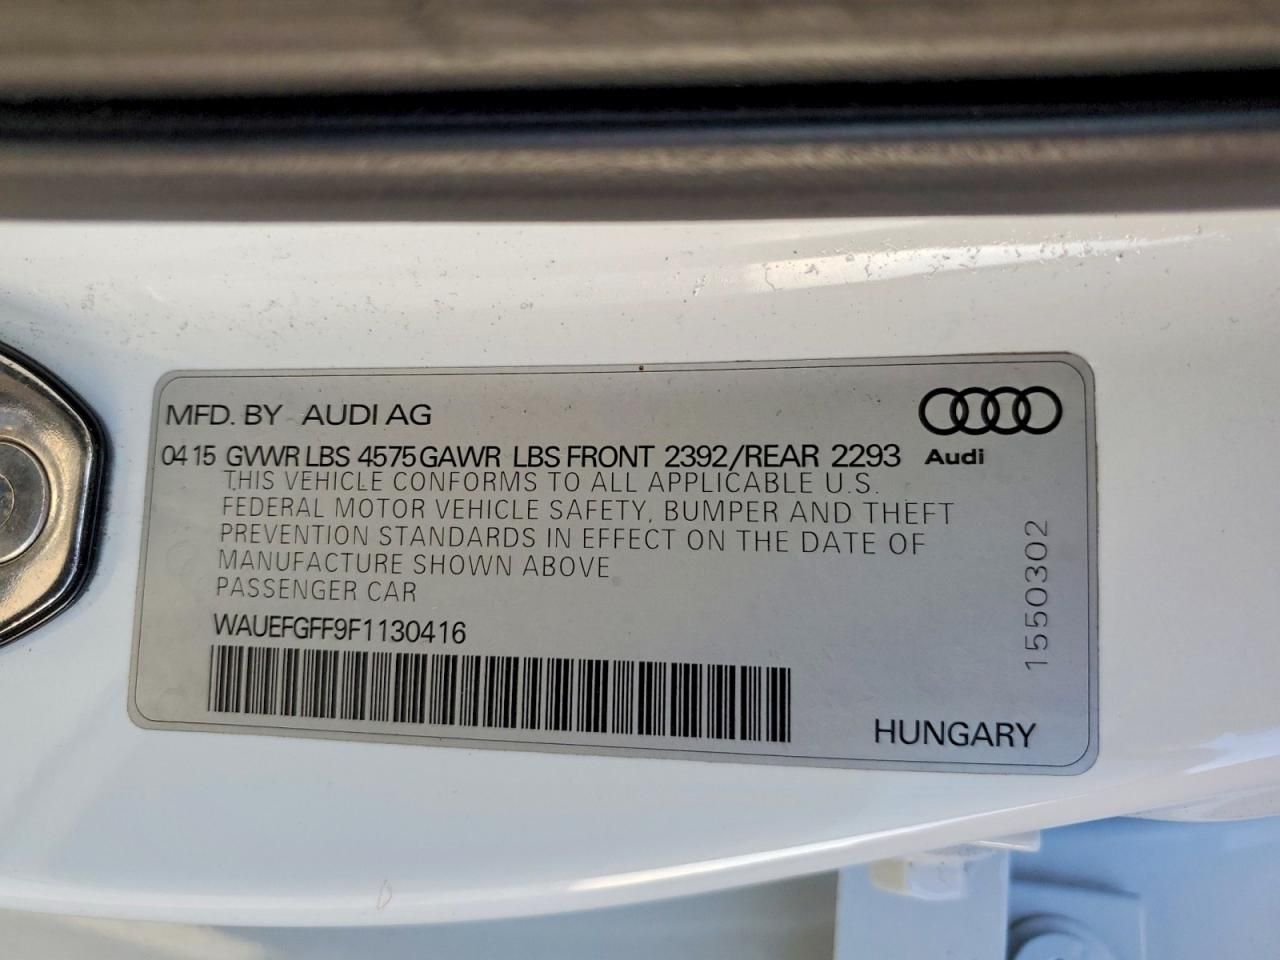 MFD. BY AUDI AG
04 15 GVWR LBS 4575 GAWR LBS FRONT 2392/REAR 2293
Audi
THIS VEHICLE CONFORMS TO ALL APPLICABLE U.S.
FEDERAL MOTOR VEHICLE SAFETY, BUMPER AND THEFT
PREVENTION STANDARDS IN EFFECT ON THE DATE OF
MANUFACTURE SHOWN ABOVE
PASSENGER CAR
WAUEFGFF9F1130416
1550302
HUNGARY